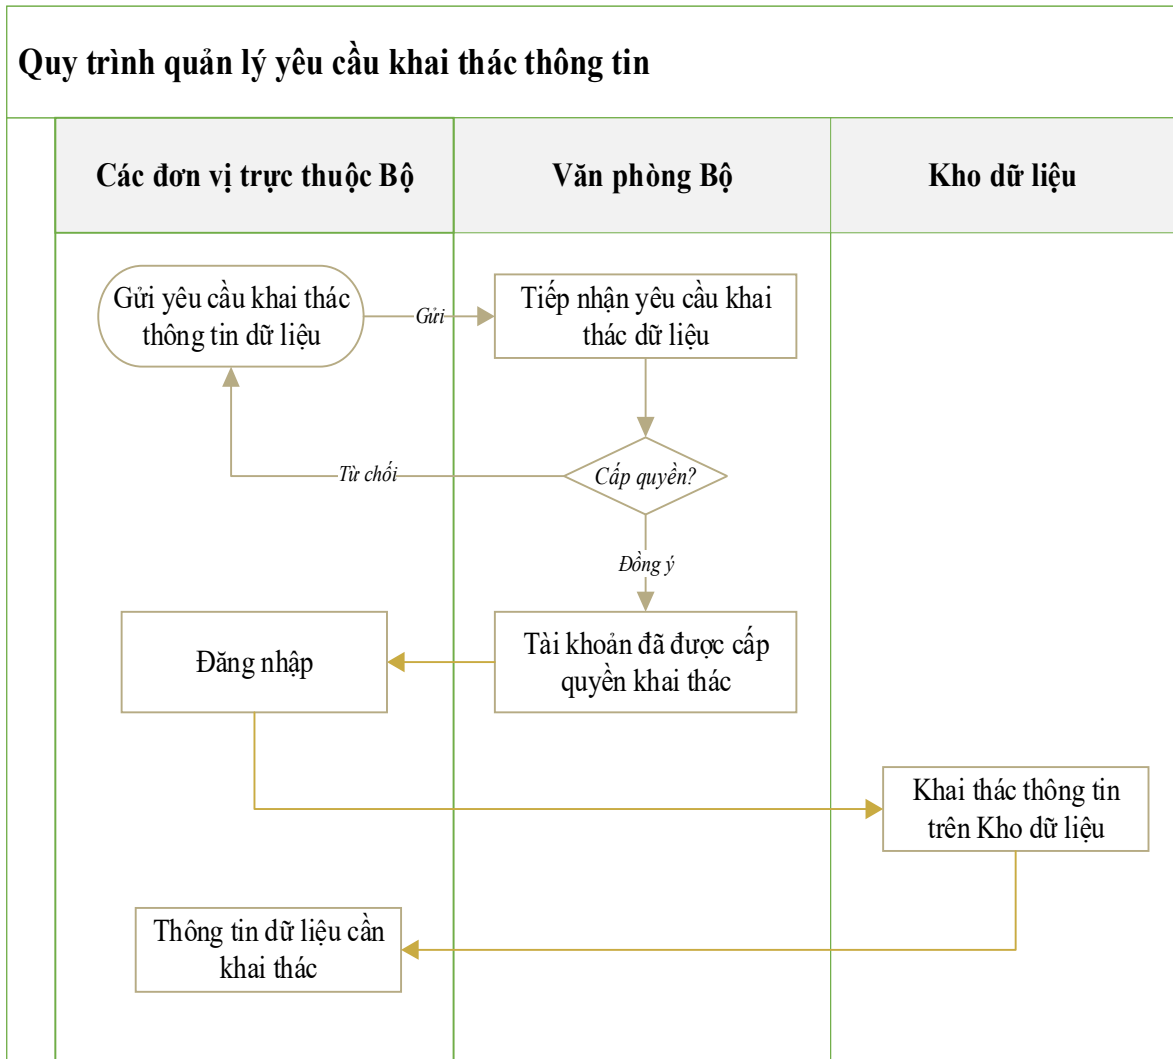 Quy trình quản lý yêu cầu khai thác thông tin
Các đơn vị trực thuộc Bộ
Văn phòng Bộ
Kho dữ liệu
Gửi yêu cầu khai thác
thông tin dữ liệu
Gửi
Tiếp nhận yêu cầu khai
thác dữ liệu
Từ chối
Cấp quyền?
Đồng ý
Đăng nhập
Tài khoản đã được cấp
quyền khai thác
Khai thác thông tin
trên Kho dữ liệu
Thông tin dữ liệu cần
khai thác